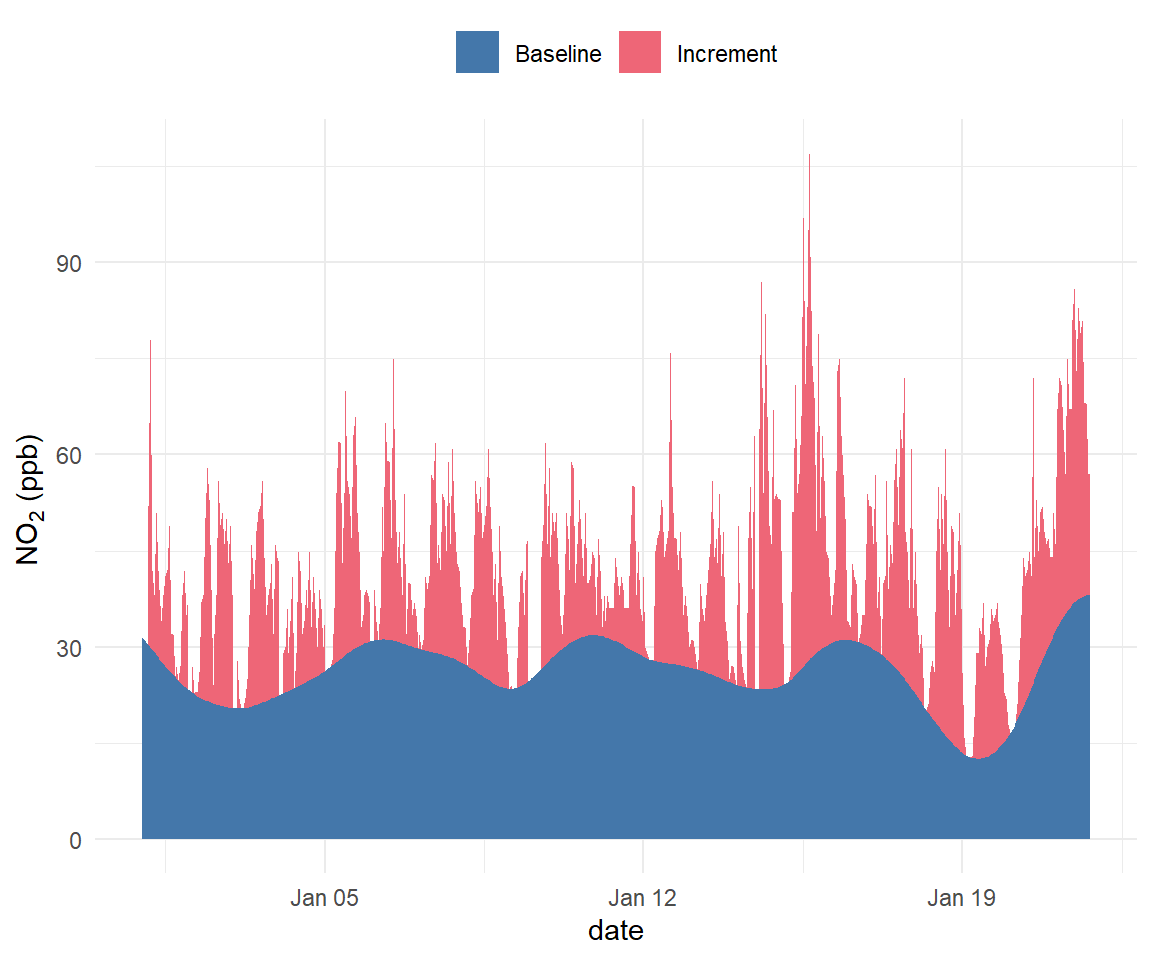 Baseline Increment
NO₂ (ppb)
90
60
30
0
Jan 05 Jan 12 Jan 19
date